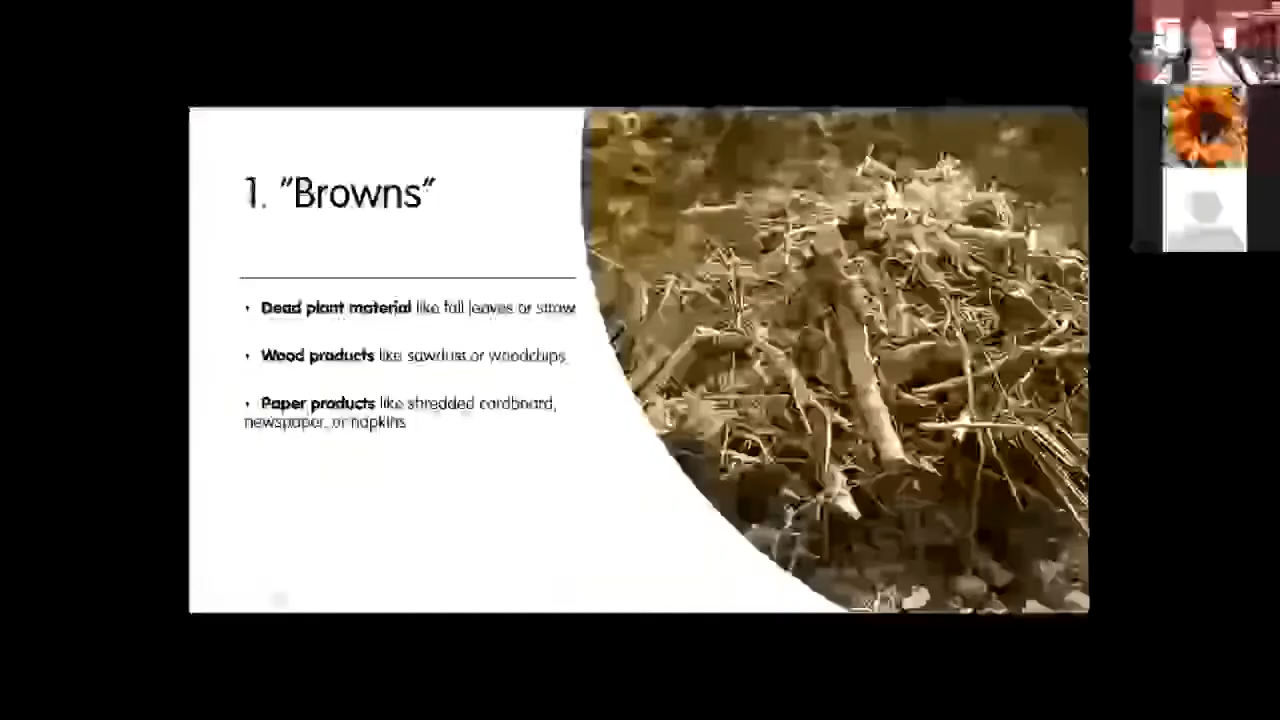 1. "Browns"
• Dead plant material like fall leaves or straw
• Wood products like sawdust or woodchips
• Paper products like shredded cardboard,
newspaper, or napkins